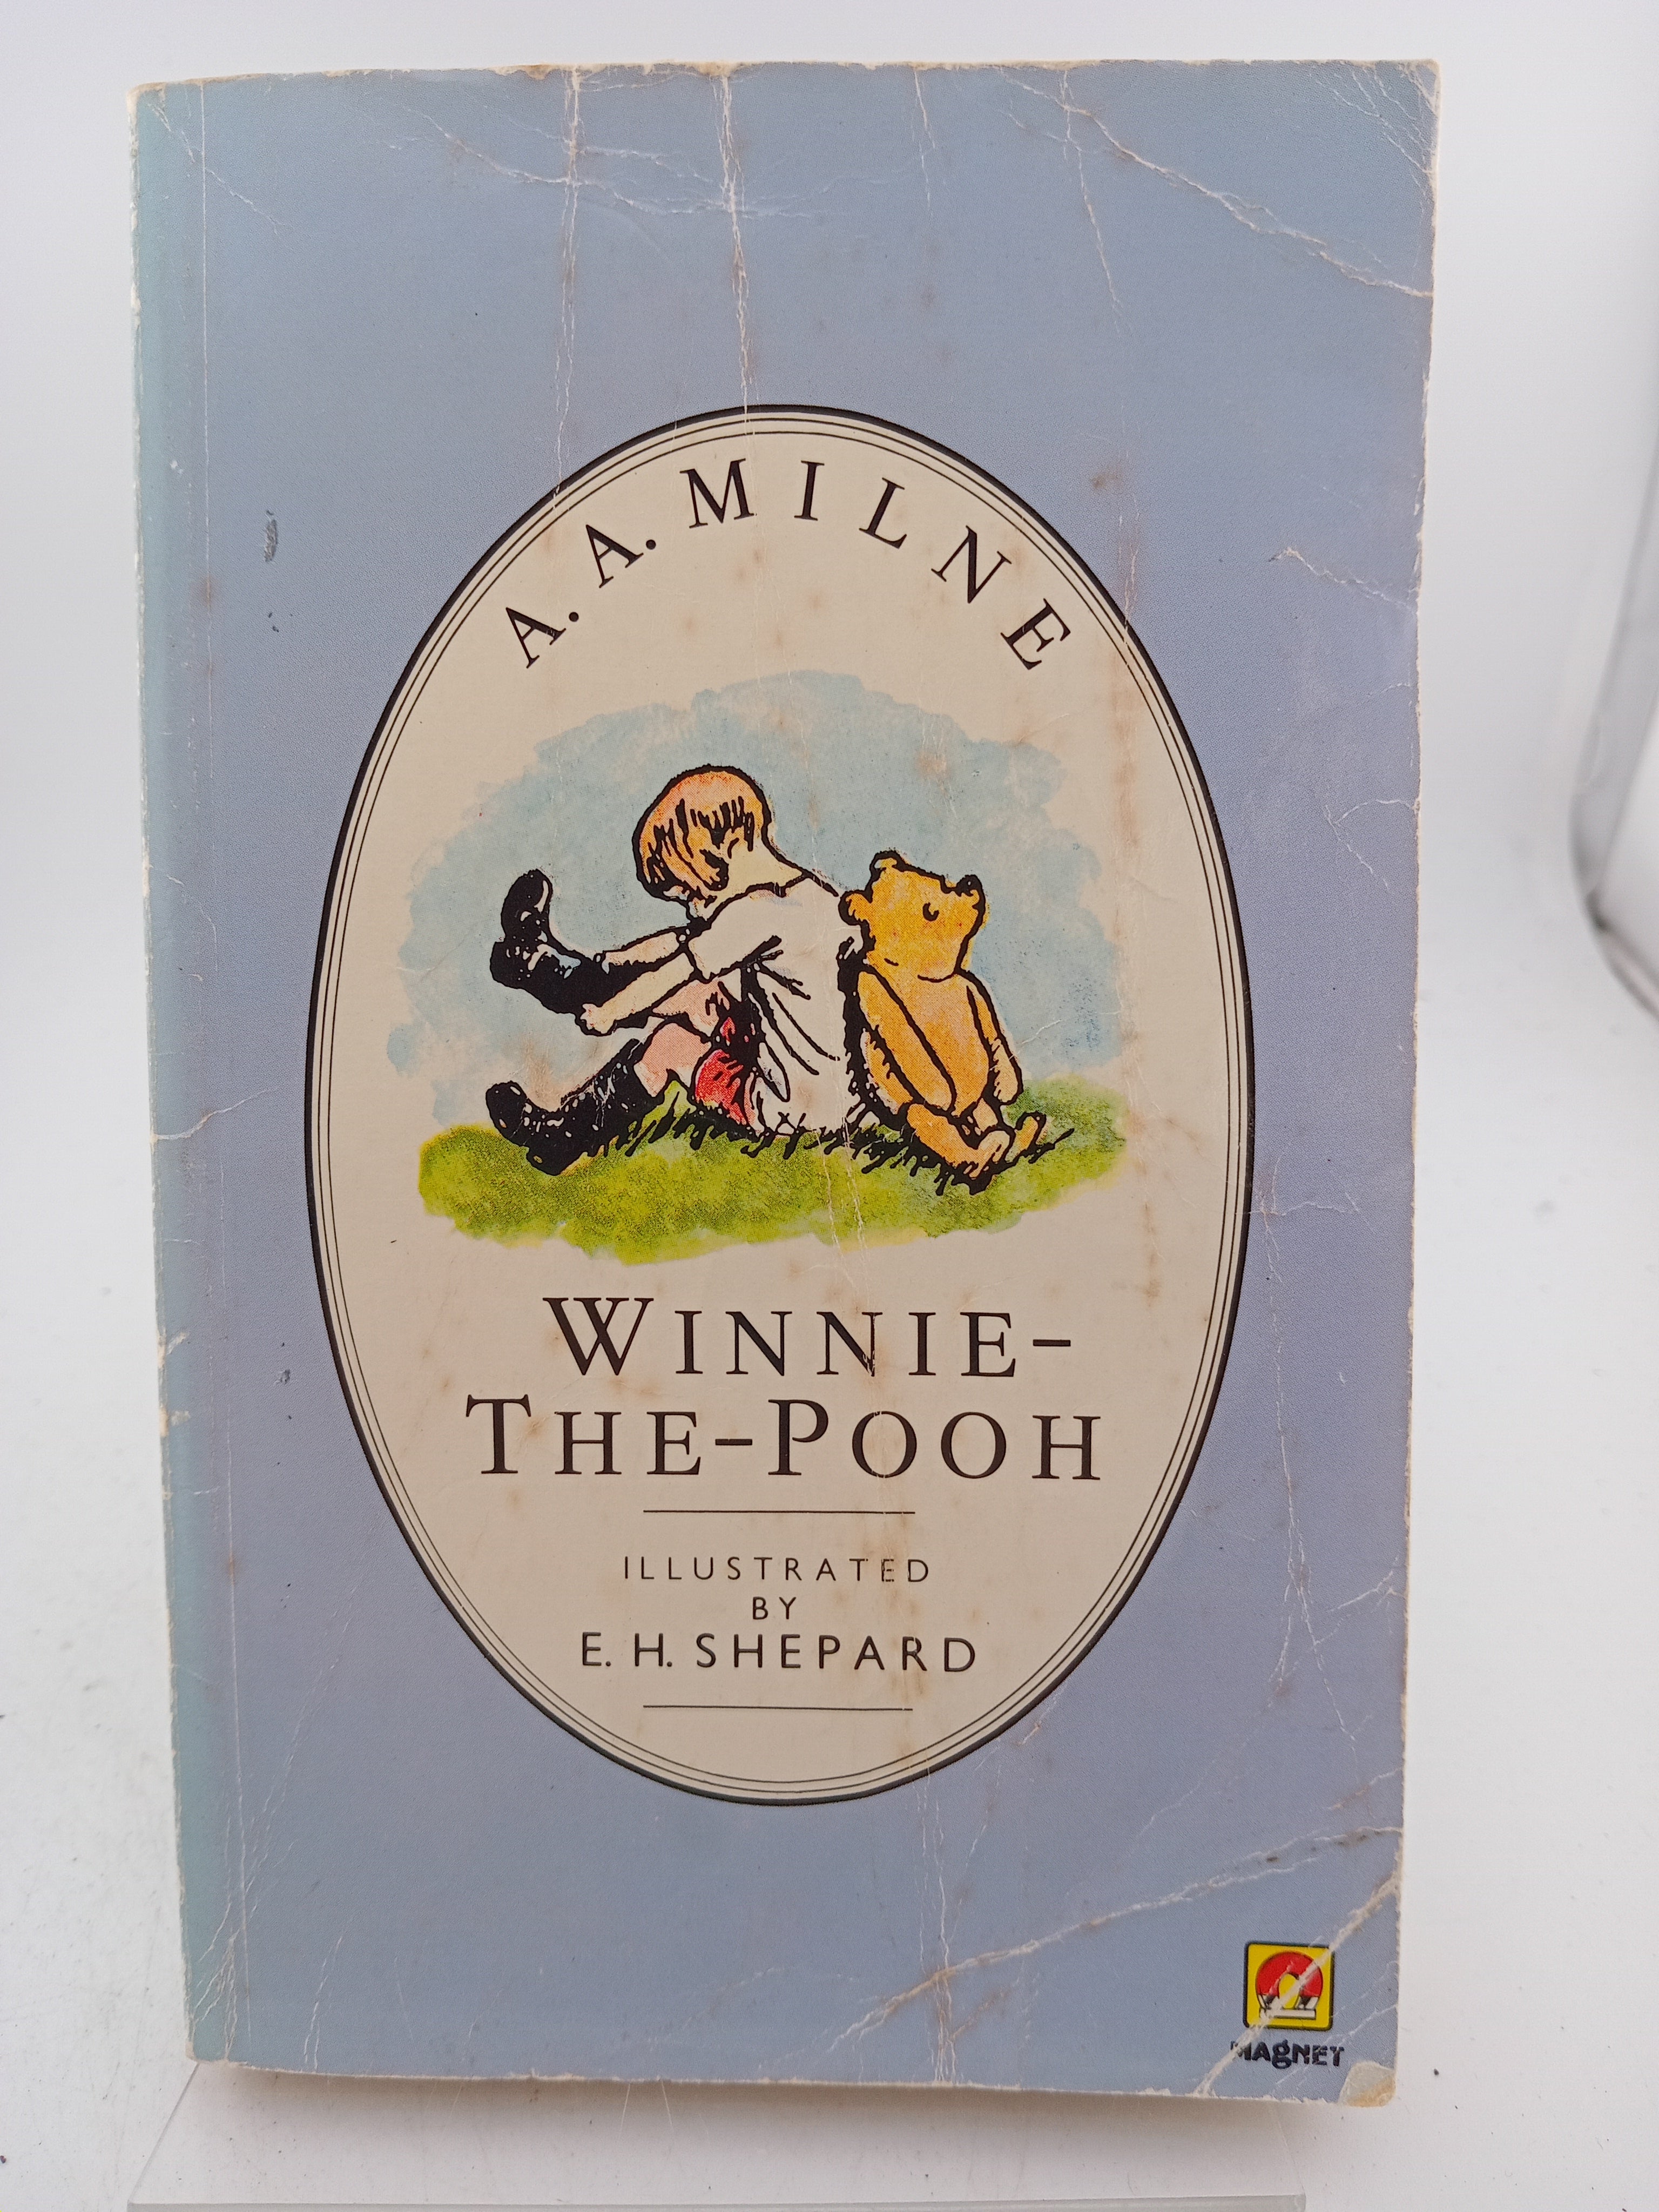 A. A. MILNE
WINNIE-
THE-POOH
ILLUSTRATED
BY
E. H. SHEPARD
MAgNET